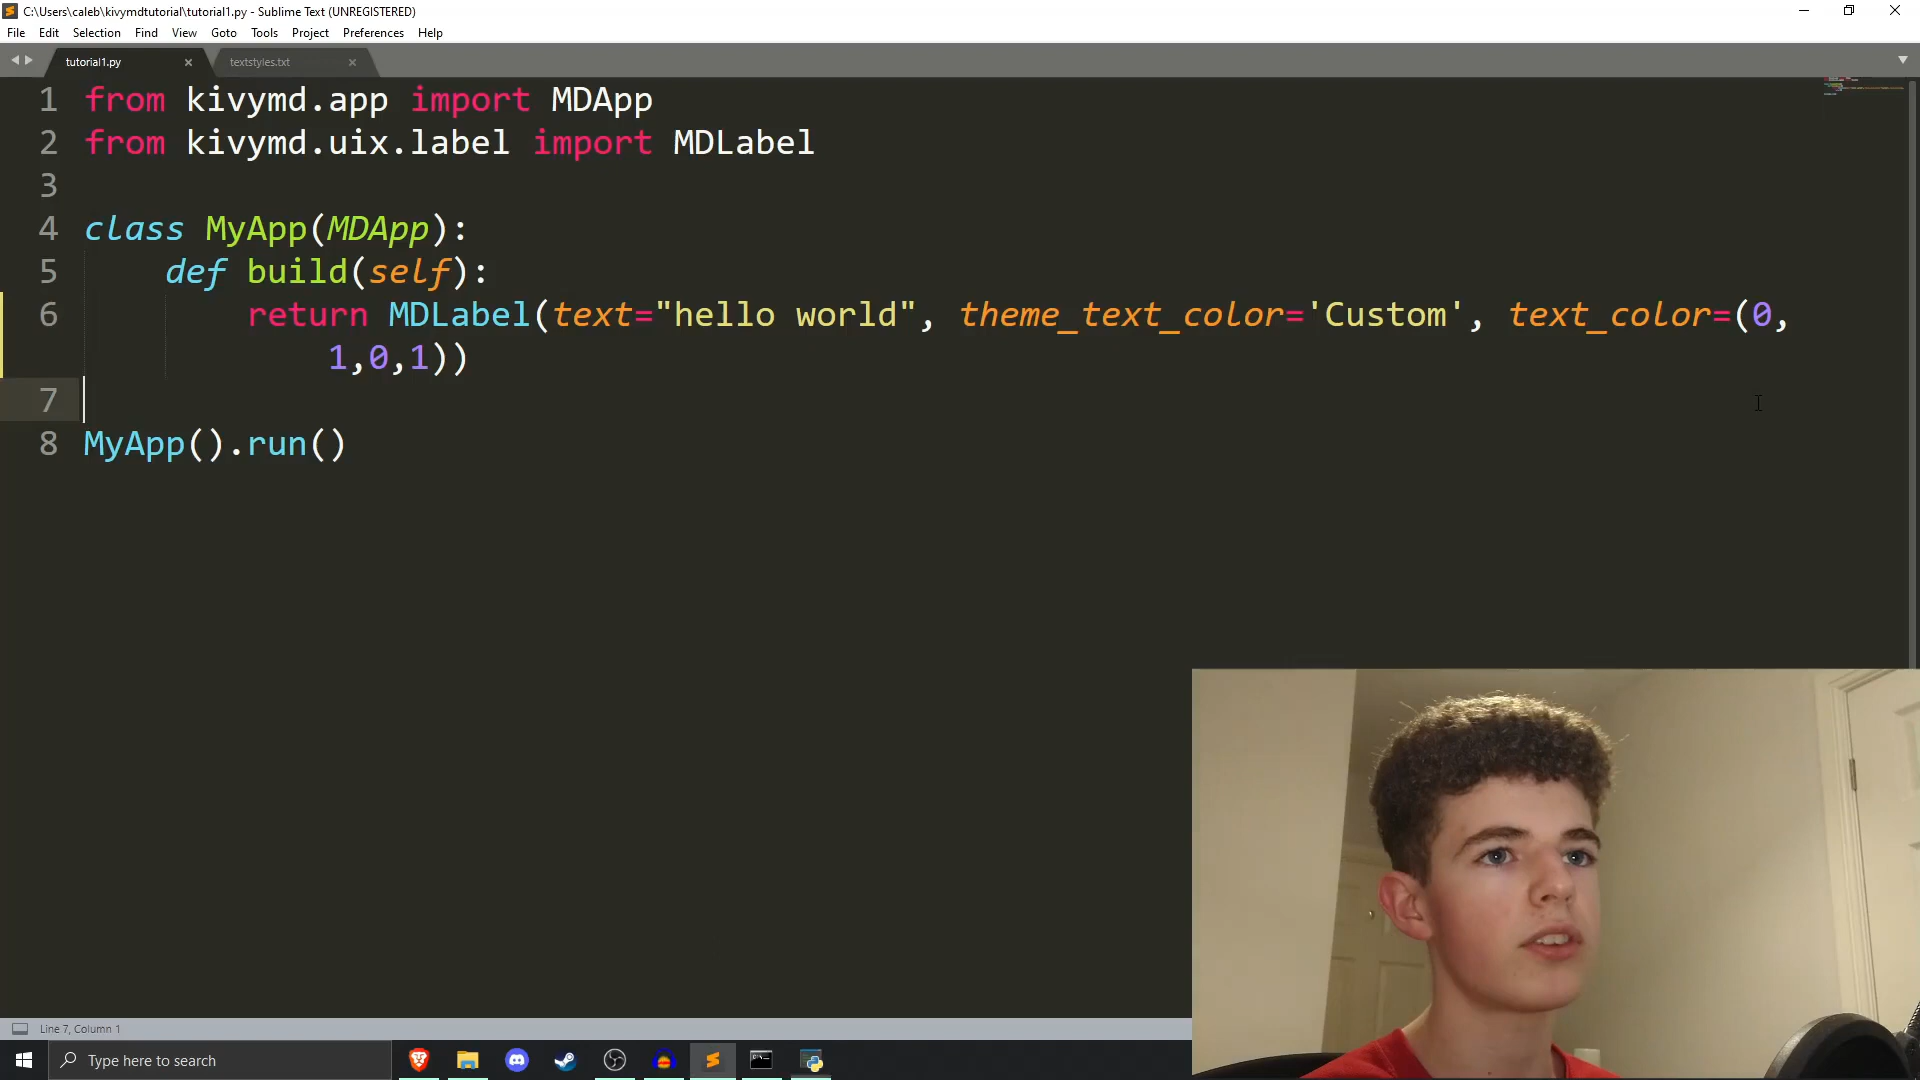 C:\Users\caleb\kivymdtutorial\tutorial1.py - Sublime Text (UNREGISTERED)
File Edit Selection View Goto Tools Project Preferences Help
tutorial1.py textstyles.txt
1 from kivymd.app import MDApp
2 from kivymd.uix.label import MDLabel
3
4 class MyApp(MDApp):
5 def build(self):
6 return MDLabel(text="hello world", theme_text_color='Custom', text_color=(0,
1,0,1))
7
8 MyApp().run()
Line 7, Column 1
Type here to search